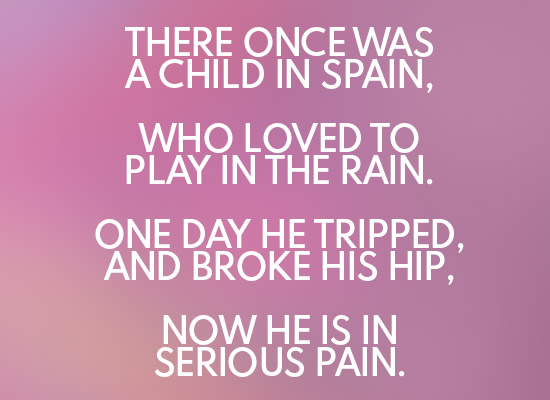 THERE ONCE WAS
A CHILD IN SPAIN,
WHO LOVED TO
PLAY IN THE RAIN.
ONE DAY HE TRIPPED,
AND BROKE HIS HIP,
NOW HE IS IN
SERIOUS PAIN.